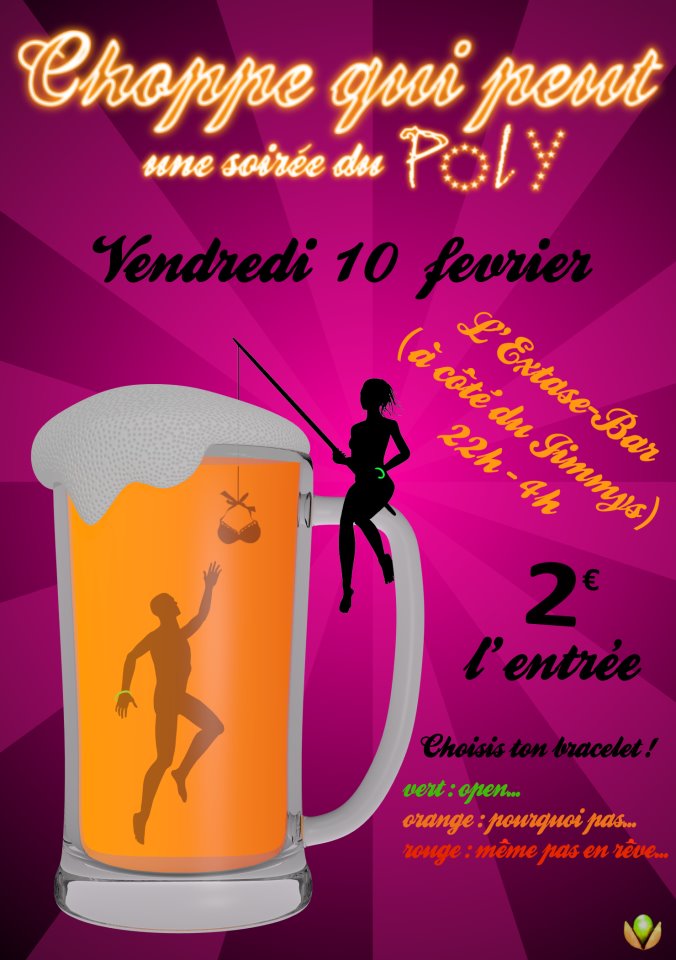 Choppe qui peut
une soirée du PolY
Vendredi 10 fevrier
L'Extase-Bar
(à côté du Jimmys)
22h - 4h
2€
l'entrée
Choisis ton bracelet !
vert : open...
orange : pourquoi pas...
rouge : même pas en rêve...